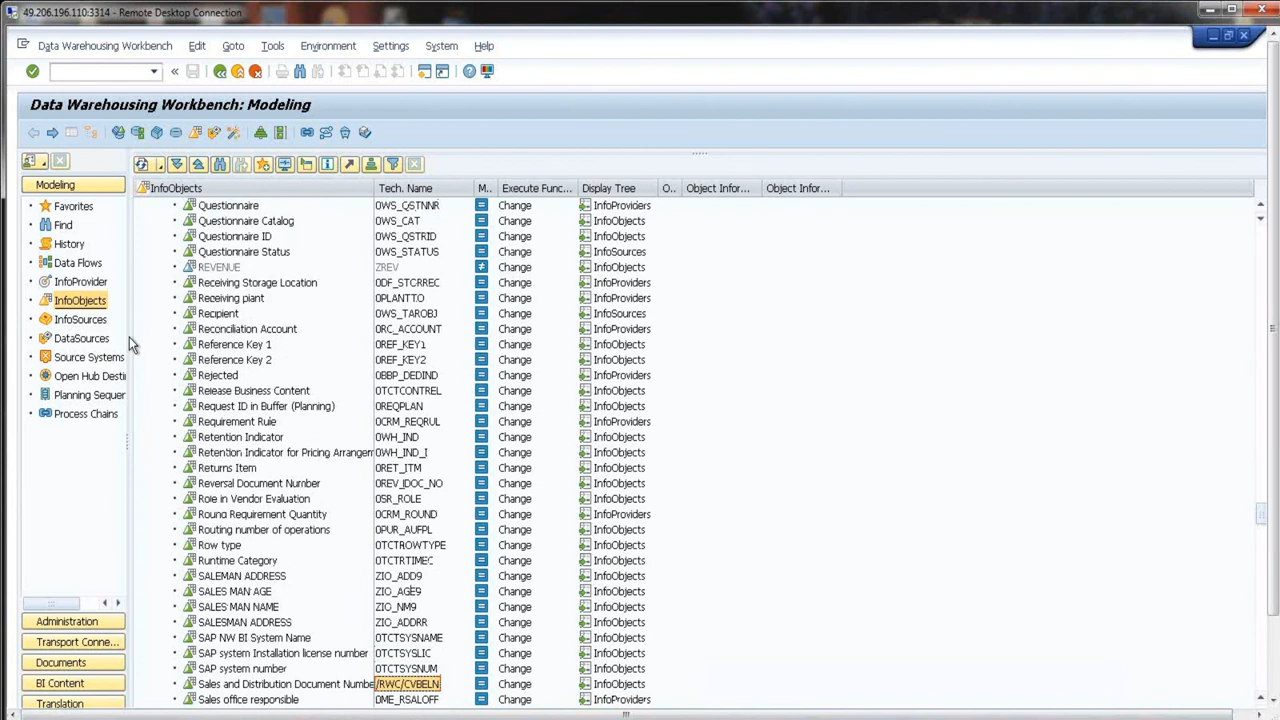 49.206.196.110:3314 - Remote Desktop Connection
Data Warehousing Workbench Edit Goto Tools Environment Settings System Help
Data Warehousing Workbench: Modeling
Modeling
Favorites
Find
History
Data Flows
InfoProvider
InfoObjects
InfoSources
DataSources
Source Systems
Open Hub Desti
Planning Sequer
Process Chains
Administration
Transport Conne...
Documents
BI Content
Translation
InfoObjects Tech. Name M.. Execute Func... Display Tree O.. Object Infor... Object Infor...
Questionnaire 0WS_QSTNNR = Change InfoProviders
Questionnaire Catalog 0WS_CAT = Change InfoObjects
Questionnaire ID 0WS_QSTRID = Change InfoObjects
Questionnaire Status 0WS_STATUS = Change InfoSources
REVENUE ZREV ≠ Change InfoObjects
Receiving Storage Location 0DF_STCRREC = Change InfoProviders
Receiving plant 0PLANTTO = Change InfoProviders
Recipient 0WS_TAROBJ = Change InfoSources
Reconciliation Account 0RC_ACCOUNT = Change InfoProviders
Reference Key 1 0REF_KEY1 = Change InfoObjects
Reference Key 2 0REF_KEY2 = Change InfoObjects
Rejected 0BBP_DEDIND = Change InfoProviders
Release Business Content 0TCTCONTREL = Change InfoObjects
Request ID in Buffer (Planning) 0REQPLAN = Change InfoObjects
Requirement Rule 0CRM_REQRUL = Change InfoProviders
Retention Indicator 0WH_IND = Change InfoObjects
Retention Indicator for Pricing Arrangem 0WH_IND_I = Change InfoObjects
Returns Item 0RET_ITM = Change InfoObjects
Reversal Document Number 0REV_DOC_NO = Change InfoObjects
Role in Vendor Evaluation 0SR_ROLE = Change InfoObjects
Round Requirement Quantity 0CRM_ROUND = Change InfoProviders
Routing number of operations 0PUR_AUFPL = Change InfoObjects
Row type 0TCTROWTYPE = Change InfoObjects
Runtime Category 0TCTRTIMEC = Change InfoObjects
SALEMAN ADDRESS ZIO_ADD9 = Change InfoObjects
SALES MAN AGE ZIO_AGE9 = Change InfoObjects
SALES MAN NAME ZIO_NM9 = Change InfoObjects
SALESMAN ADDRESS ZIO_ADDR = Change InfoObjects
SAP NW BI System Name 0TCTSYSNAME = Change InfoObjects
SAP system Installation license number 0TCTSYSLIC = Change InfoObjects
SAP system number 0TCTSYSNUM = Change InfoObjects
Sales and Distribution Document Numbe /RWC/CVBELN = Change InfoObjects
Sales office responsible 0ME_RSALOFF = Change InfoProviders